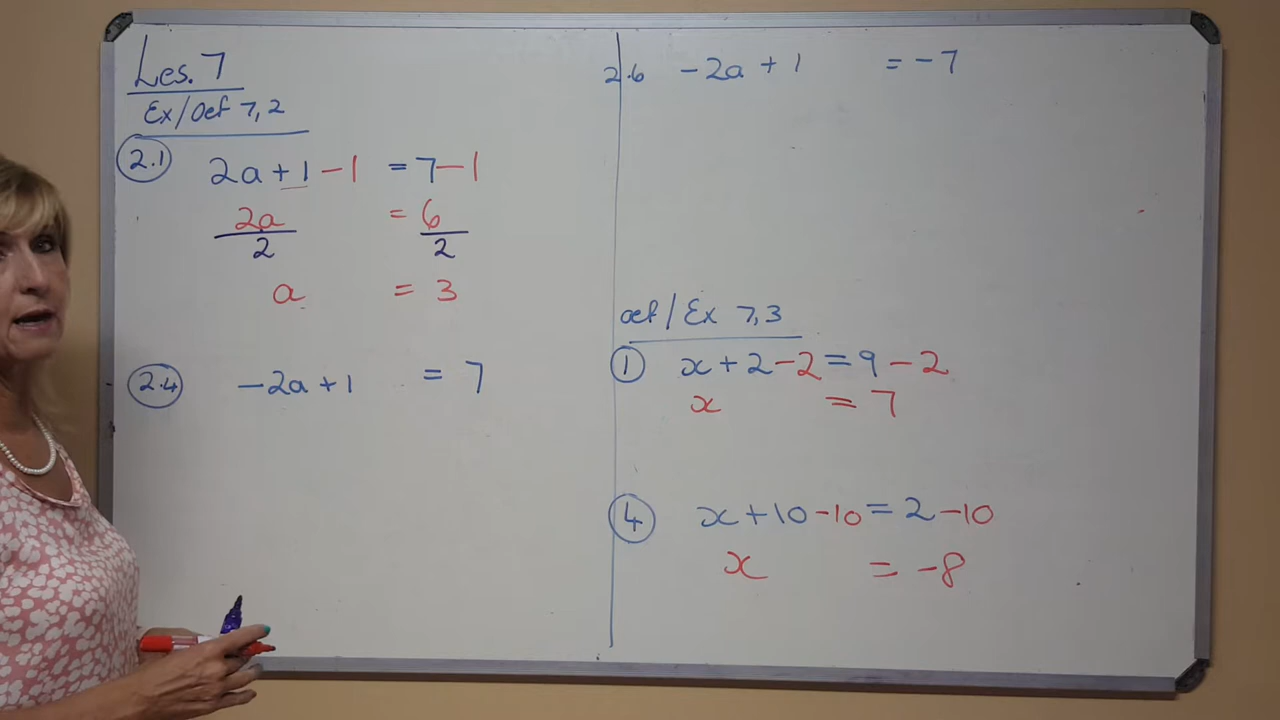 Les. 7
Ex/Oef 7,2
2.1 2a + 1 - 1 = 7 - 1
2a/2 = 6/2
a = 3
2.4 -2a + 1 = 7
2.6 -2a + 1 = -7
oef / Ex 7,3
1 x + 2 - 2 = 9 - 2
x = 7
4 x + 10 - 10 = 2 - 10
x = -8